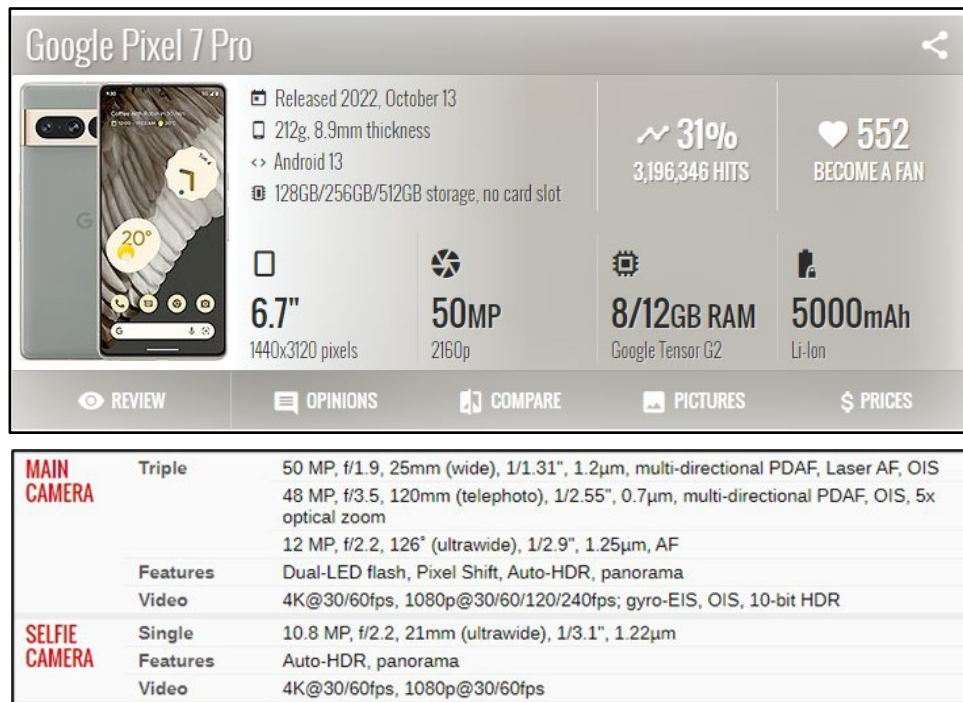 Google Pixel 7 Pro
Released 2022, October 13
212g, 8.9mm thickness
Android 13
128GB/256GB/512GB storage, no card slot
31%
3,196,346 HITS
552
BECOME A FAN
20°
G
6.7"
1440x3120 pixels
50MP
2160p
8/12GB RAM
Google Tensor G2
5000mAh
Li-Ion
REVIEW
OPINIONS
COMPARE
PICTURES
$ PRICES
MAIN CAMERA
Triple
50 MP, f/1.9, 25mm (wide), 1/1.31", 1.2µm, multi-directional PDAF, Laser AF, OIS
48 MP, f/3.5, 120mm (telephoto), 1/2.55", 0.7µm, multi-directional PDAF, OIS, 5x
optical zoom
12 MP, f/2.2, 126˚ (ultrawide), 1/2.9", 1.25µm, AF
Features
Dual-LED flash, Pixel Shift, Auto-HDR, panorama
Video
4K@30/60fps, 1080p@30/60/120/240fps; gyro-EIS, OIS, 10-bit HDR
SELFIE CAMERA
Single
10.8 MP, f/2.2, 21mm (ultrawide), 1/3.1", 1.22µm
Features
Auto-HDR, panorama
Video
4K@30/60fps, 1080p@30/60fps